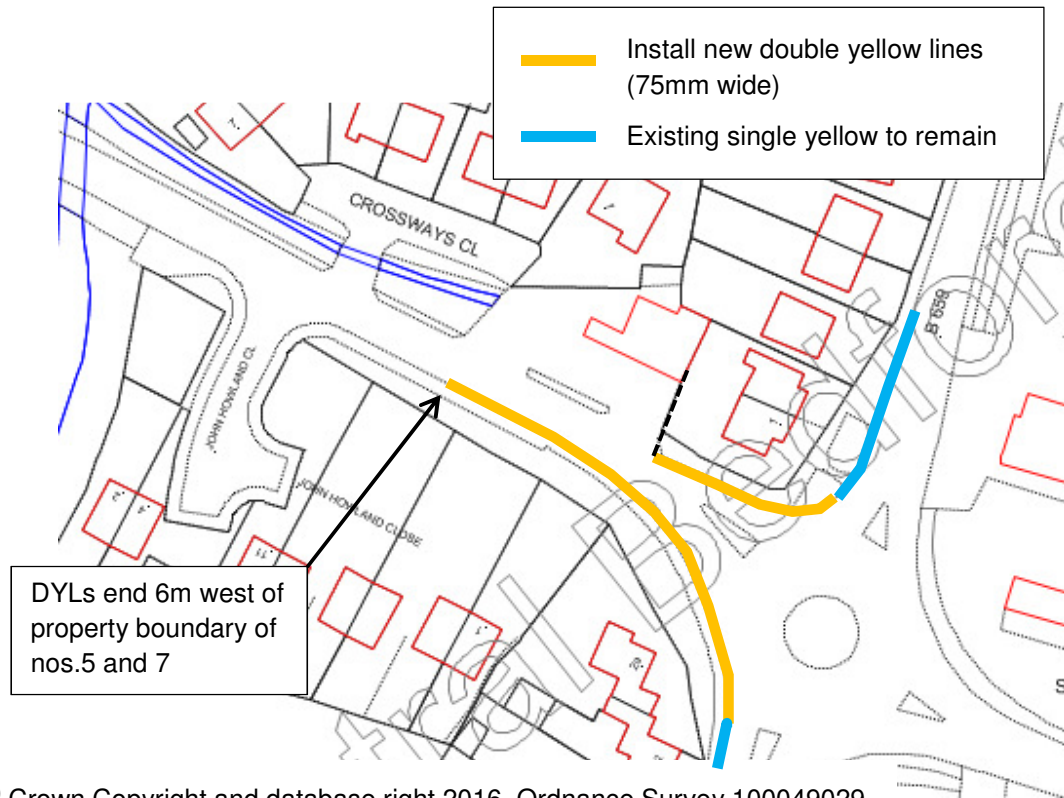 Install new double yellow lines
(75mm wide)
Existing single yellow to remain
CROSSWAYS CL
B 659
JOHN HOWLAND CL
JOHN HOWLAND CLOSE
DYLs end 6m west of
property boundary of
nos.5 and 7
Crown Copyright and database right 2016. Ordnance Survey 100049029